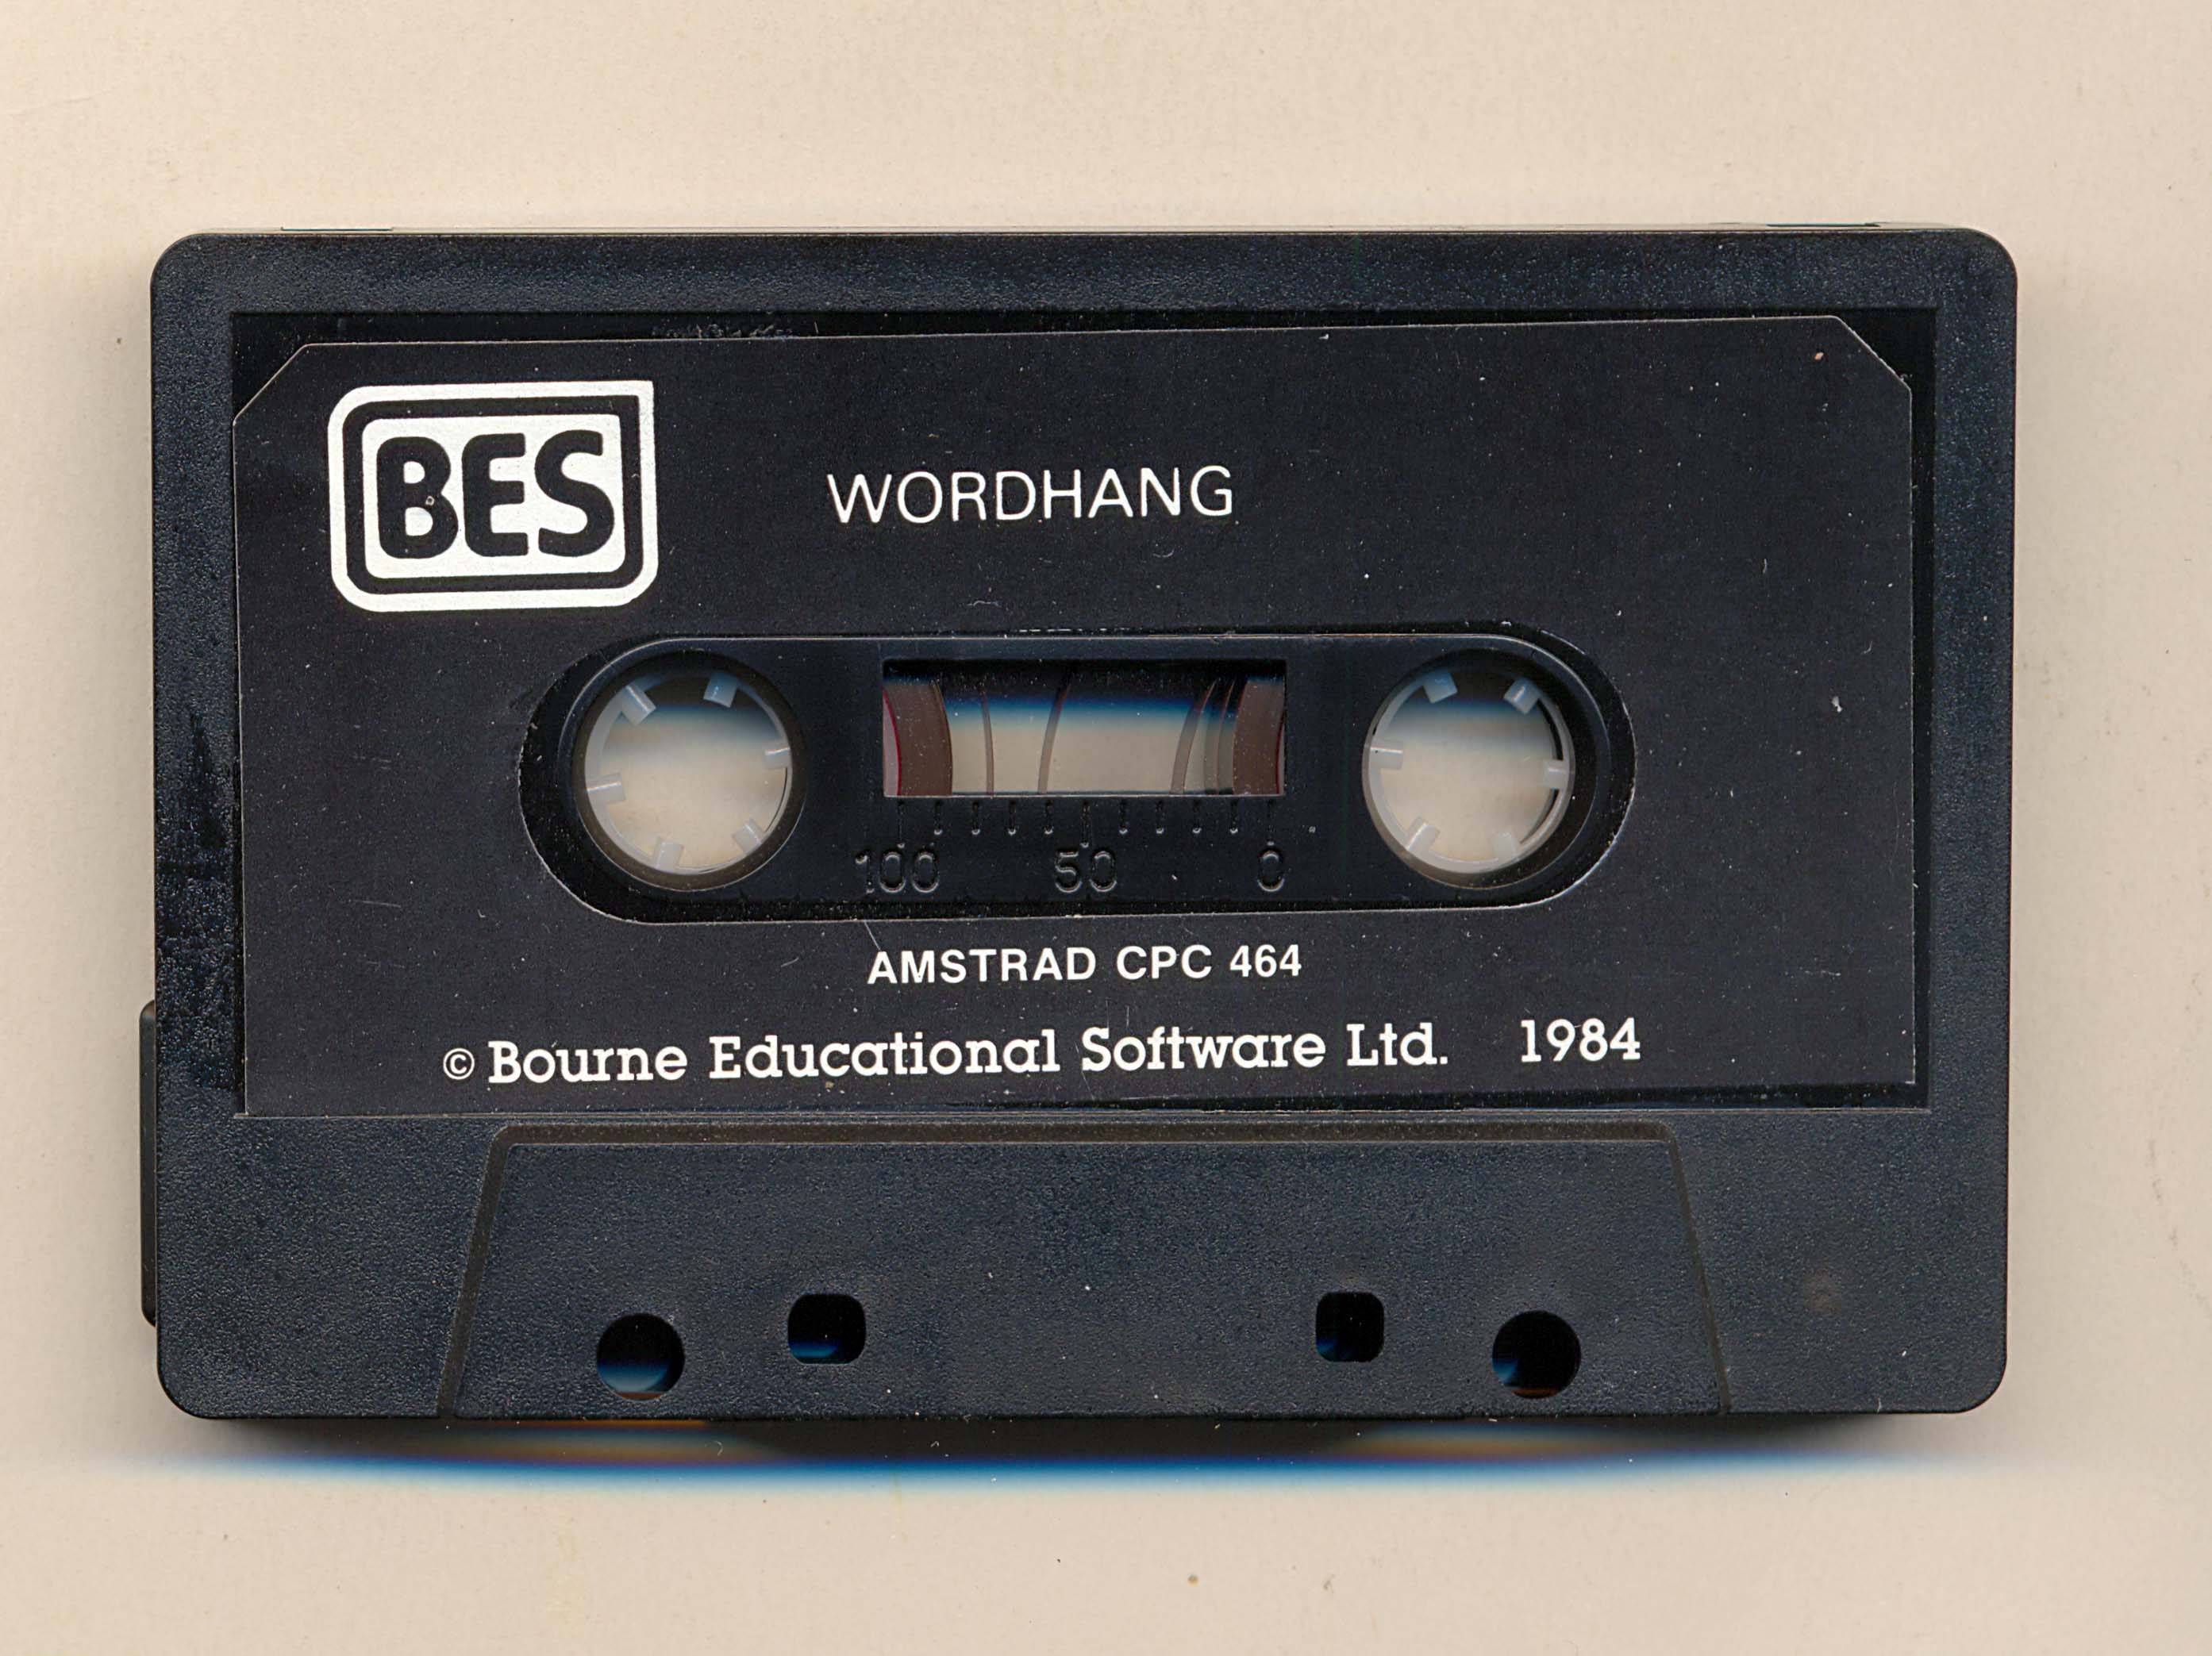 BES
WORDHANG
100 50 0
AMSTRAD CPC 464
© Bourne Educational Software Ltd. 1984